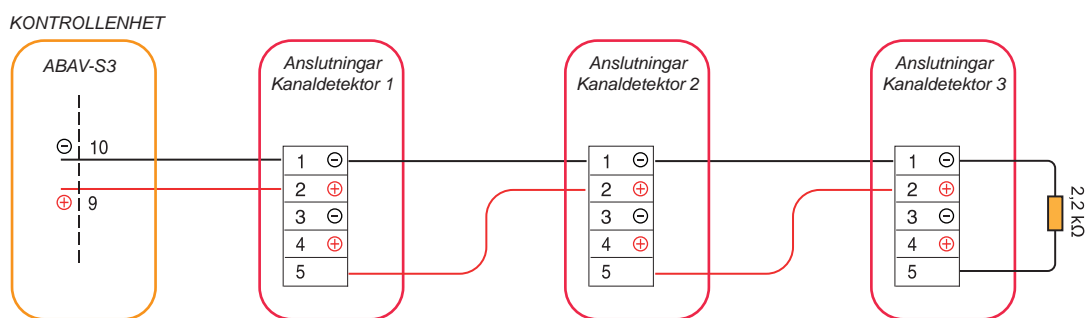 KONTROLLENHET
ABAV-S3
⊖ 10
⊕ 9
Anslutningar
Kanaldetektor 1
1 ⊖
2 ⊕
3 ⊖
4 ⊕
5
Anslutningar
Kanaldetektor 2
1 ⊖
2 ⊕
3 ⊖
4 ⊕
5
Anslutningar
Kanaldetektor 3
1 ⊖
2 ⊕
3 ⊖
4 ⊕
5
2,2 kΩ